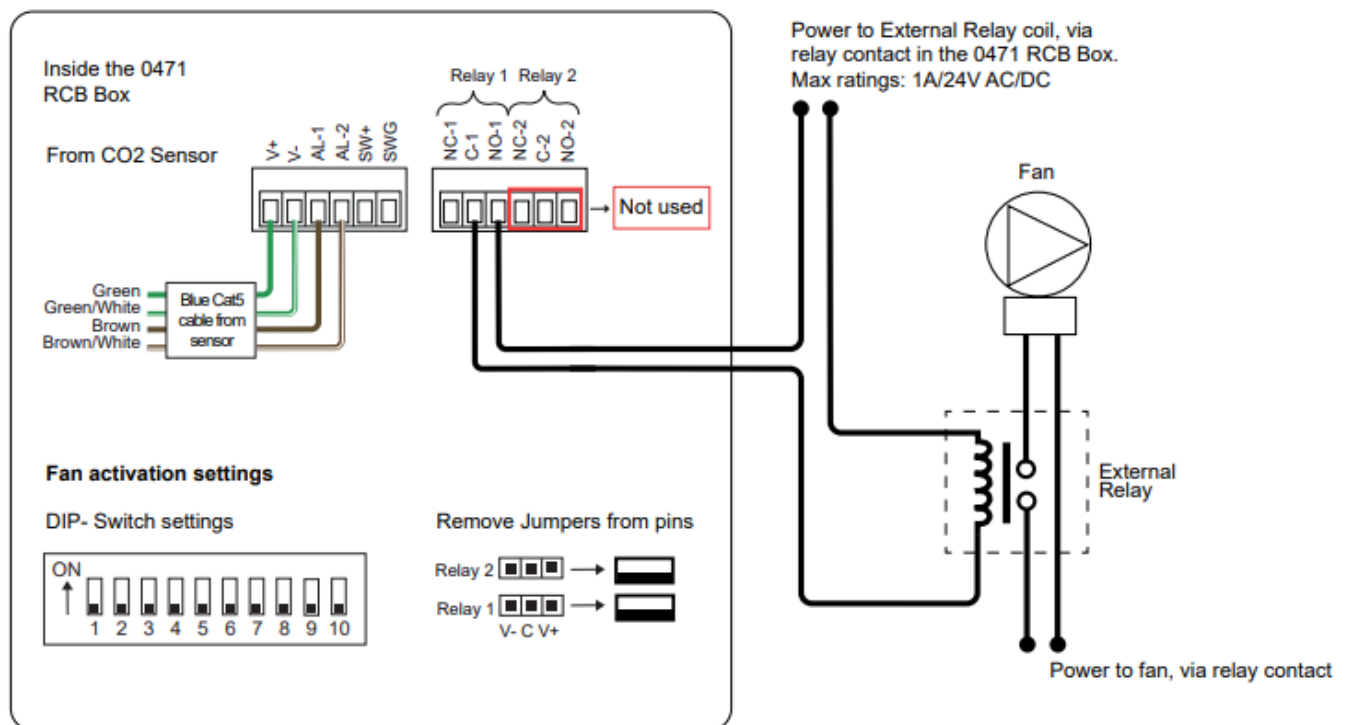 Power to External Relay coil, via
relay contact in the 0471 RCB Box.
Max ratings: 1A/24V AC/DC
Inside the 0471
RCB Box
Relay 1 Relay 2
From CO2 Sensor
V+ V- AL-1 AL-2 SW+ SWG
NC-1 C-1 NO-1 NC-2 C-2 NO-2
Not used
Fan
Green
Green/White
Brown
Brown/White
Blue Cat5
cable from
sensor
External
Relay
Fan activation settings
DIP- Switch settings
Remove Jumpers from pins
ON
1 2 3 4 5 6 7 8 9 10
Relay 2
Relay 1
V- C V+
Power to fan, via relay contact